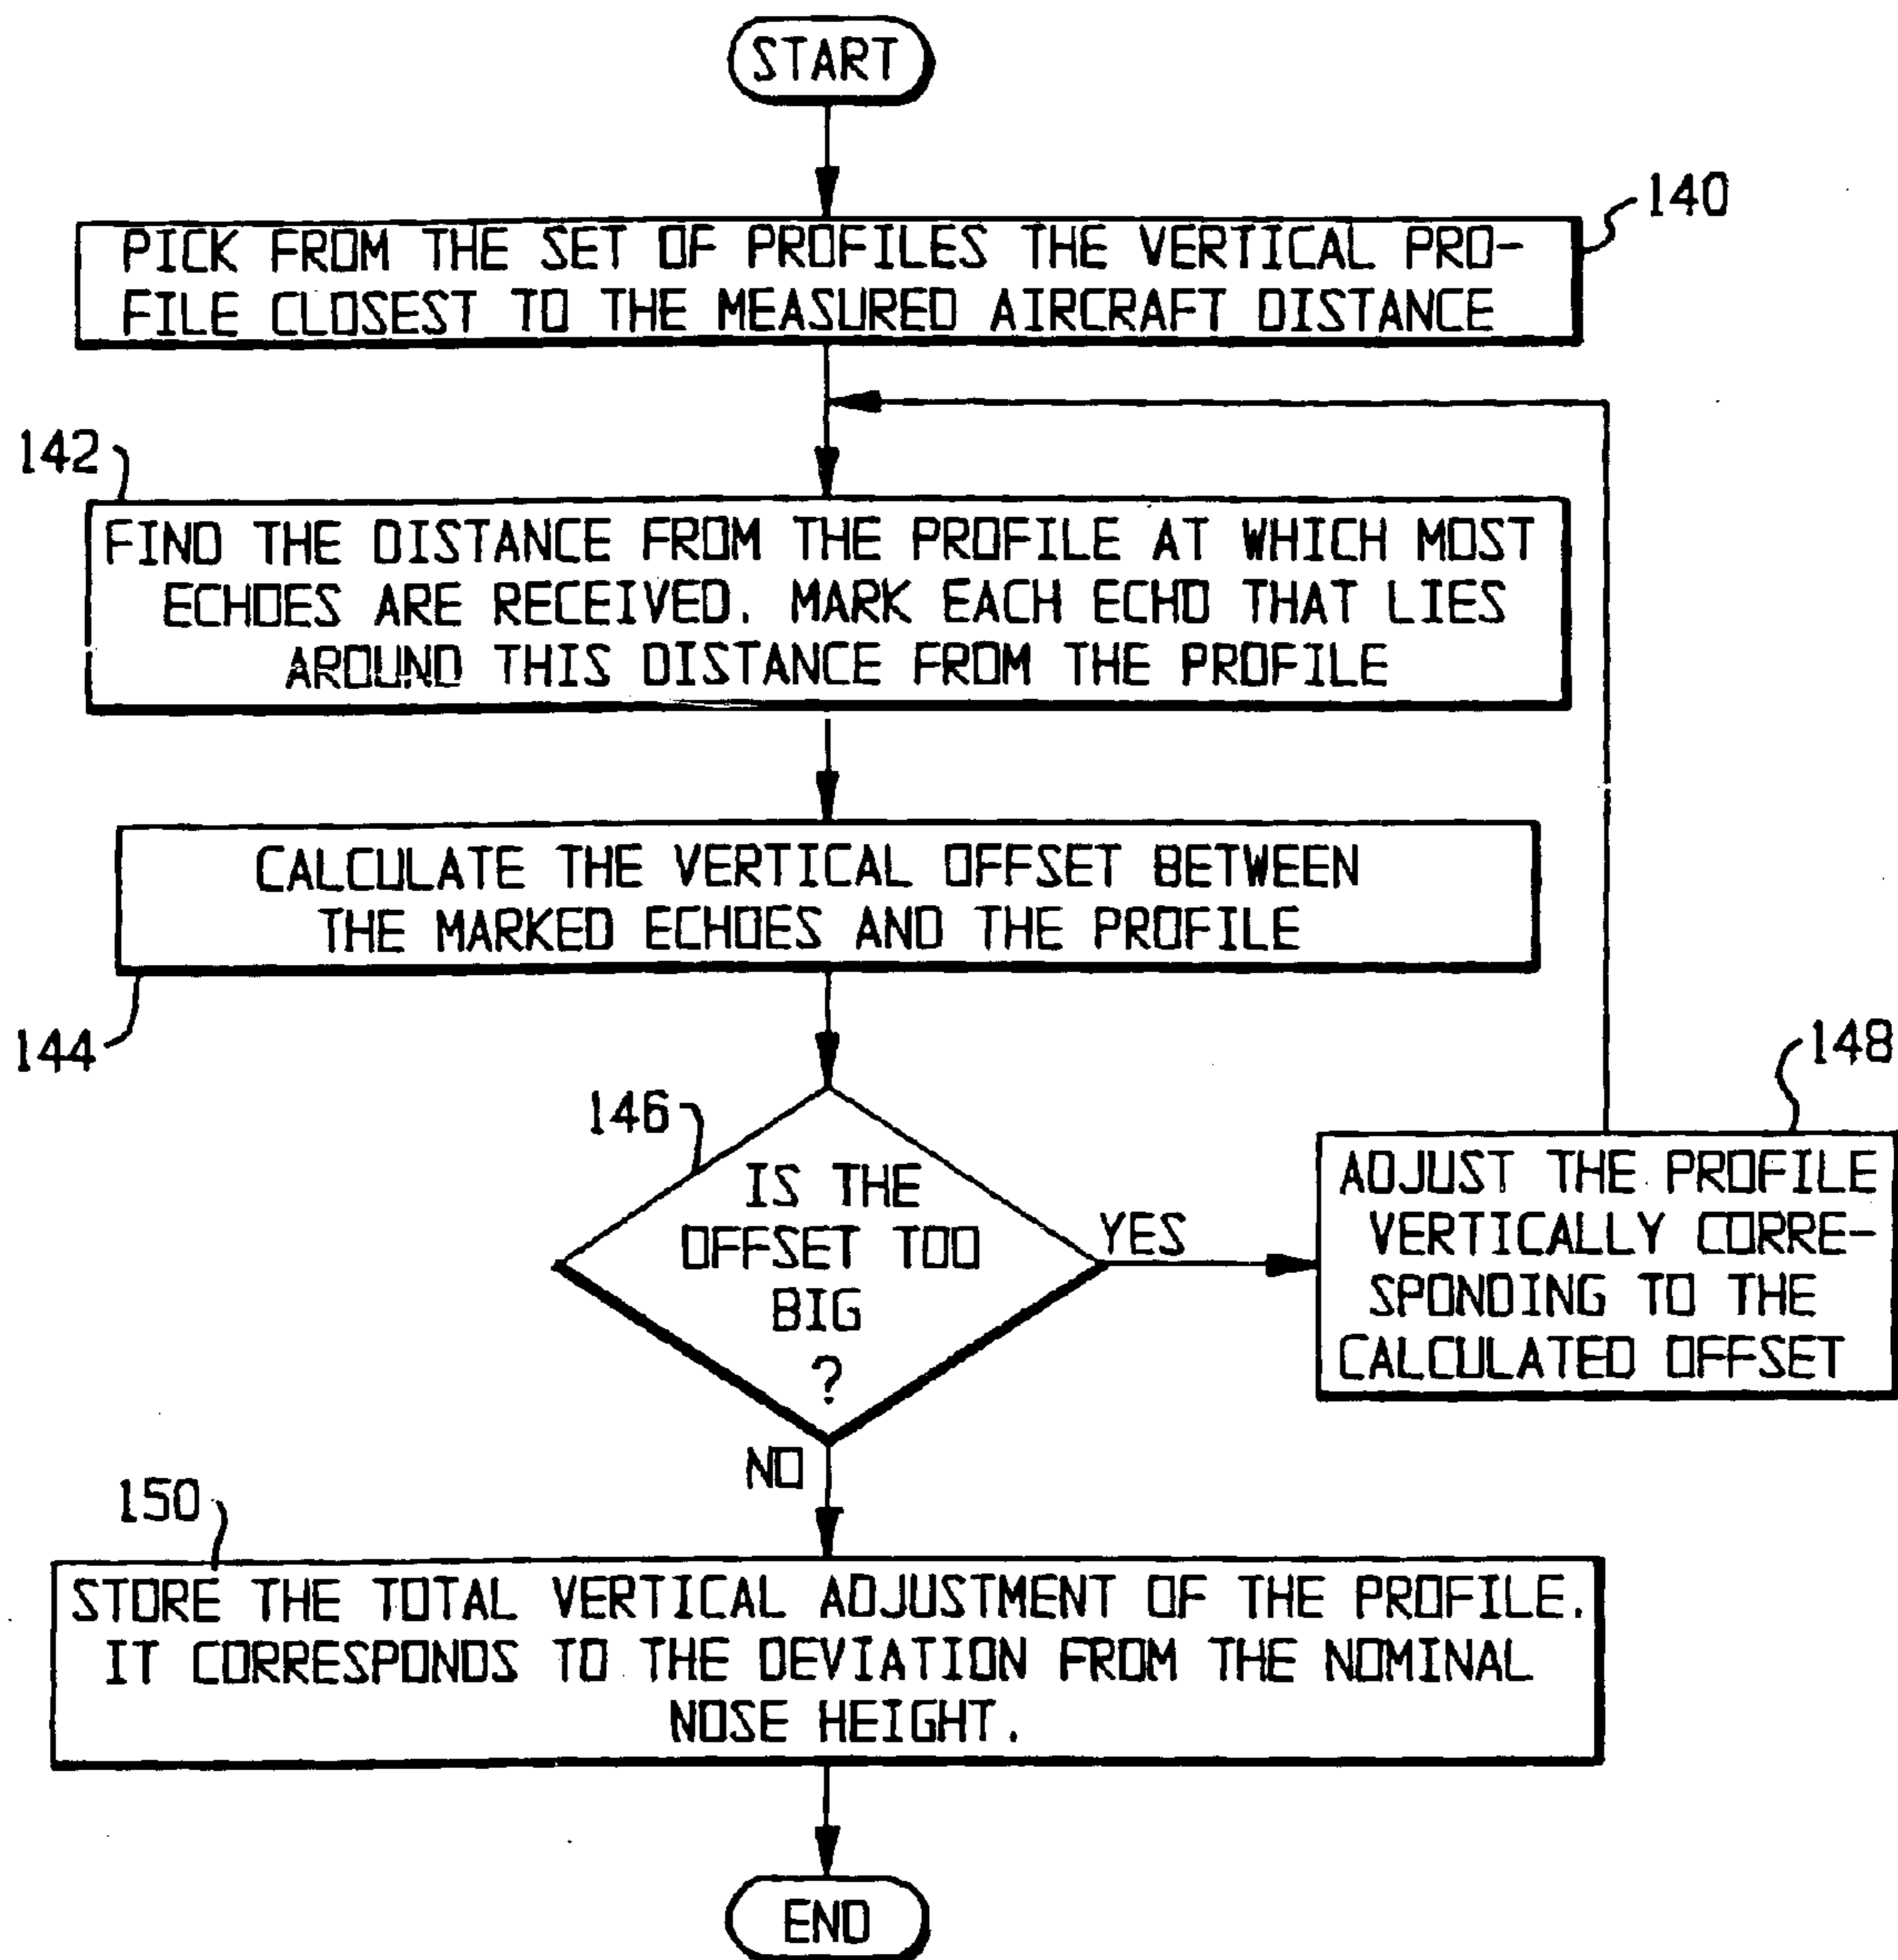 START
140
PICK FROM THE SET OF PROFILES THE VERTICAL PRO-
FILE CLOSEST TO THE MEASURED AIRCRAFT DISTANCE
142
FIND THE DISTANCE FROM THE PROFILE AT WHICH MOST
ECHOES ARE RECEIVED. MARK EACH ECHO THAT LIES
AROUND THIS DISTANCE FROM THE PROFILE
CALCULATE THE VERTICAL OFFSET BETWEEN
THE MARKED ECHOES AND THE PROFILE
144
146
IS THE
OFFSET TOO
BIG
?
YES
148
ADJUST THE PROFILE
VERTICALLY CORRE-
SPONDING TO THE
CALCULATED OFFSET
NO
150
STORE THE TOTAL VERTICAL ADJUSTMENT OF THE PROFILE.
IT CORRESPONDS TO THE DEVIATION FROM THE NOMINAL
NOSE HEIGHT.
END